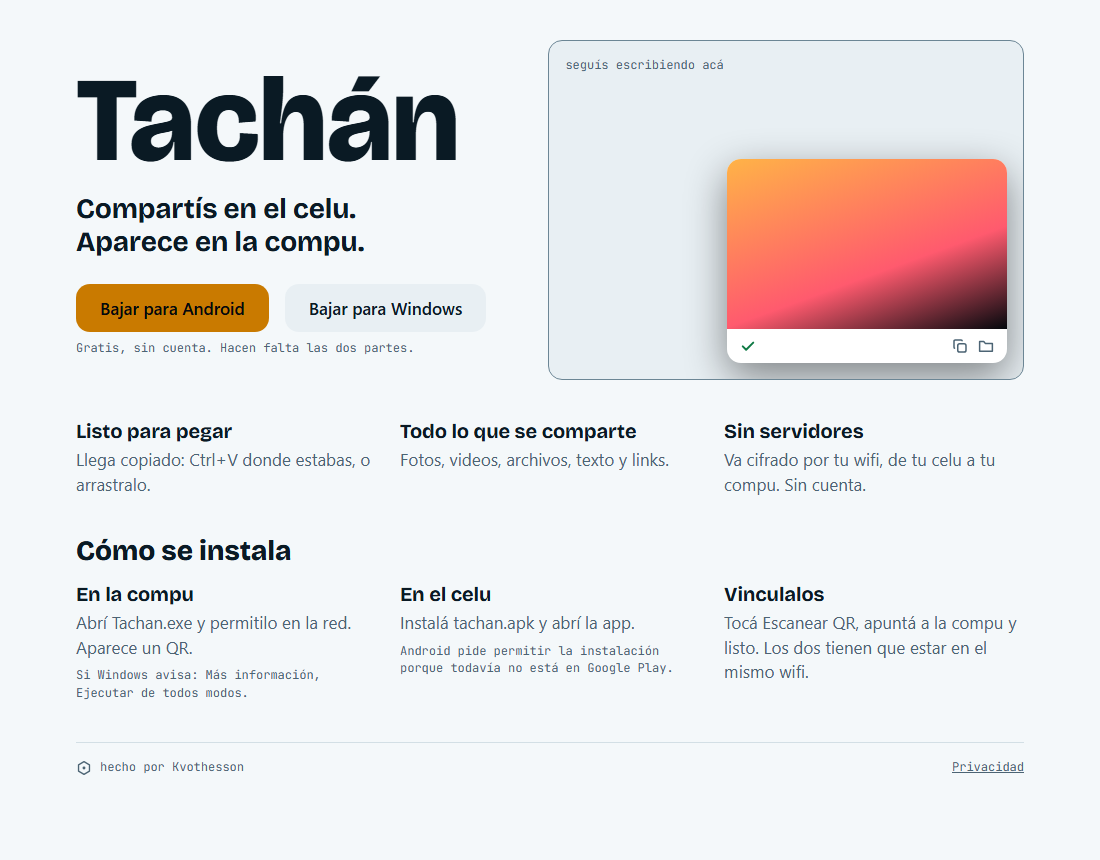 Tachán
Compartís en el celu.
Aparece en la compu.
Bajar para Android
Bajar para Windows
Gratis, sin cuenta. Hacen falta las dos partes.
seguís escribiendo acá
Listo para pegar
Llega copiado: Ctrl+V donde estabas, o
arrastralo.
Todo lo que se comparte
Fotos, videos, archivos, texto y links.
Sin servidores
Va cifrado por tu wifi, de tu celu a tu
compu. Sin cuenta.
Cómo se instala
En la compu
Abrí Tachan.exe y permitilo en la red.
Aparece un QR.
Si Windows avisa: Más información,
Ejecutar de todos modos.
En el celu
Instalá tachan.apk y abrí la app.
Android pide permitir la instalación
porque todavía no está en Google Play.
Vinculalos
Tocá Escanear QR, apuntá a la compu y
listo. Los dos tienen que estar en el
mismo wifi.
hecho por Kvothesson
Privacidad